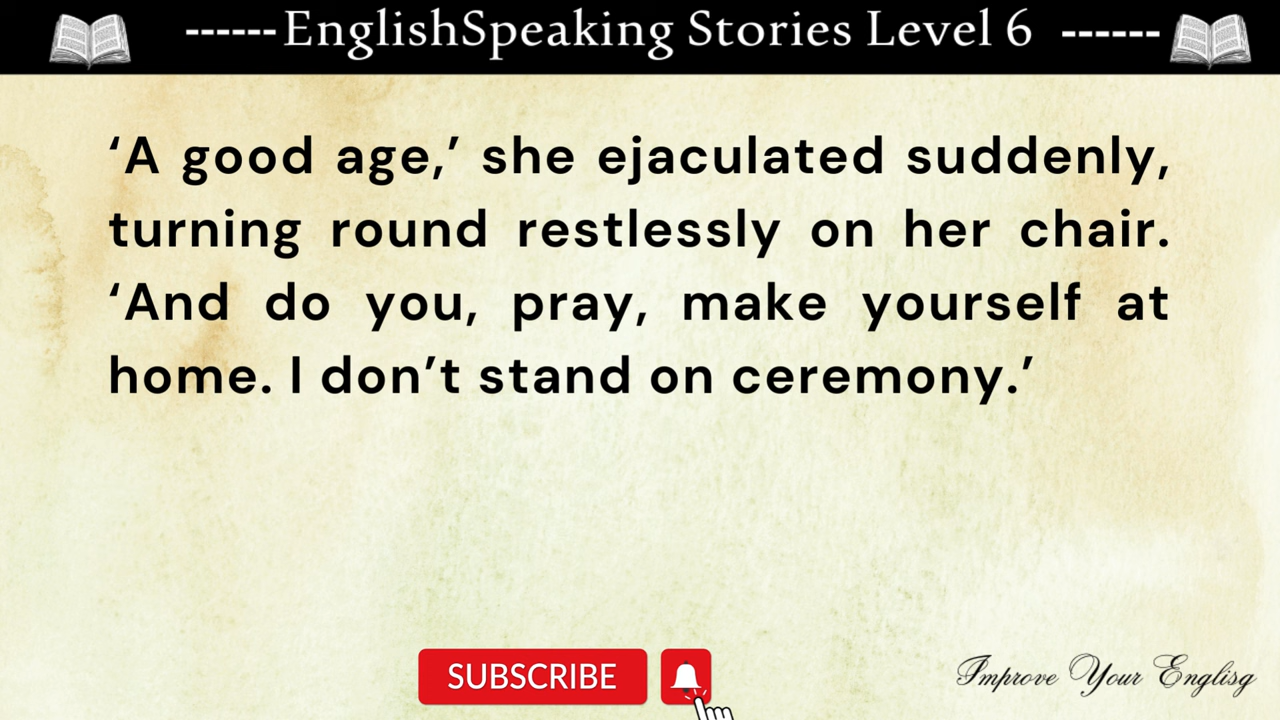 ------EnglishSpeaking Stories Level 6 ------
‘A good age,’ she ejaculated suddenly,
turning round restlessly on her chair.
‘And do you, pray, make yourself at
home. I don’t stand on ceremony.’
SUBSCRIBE
Improve Your Englisg